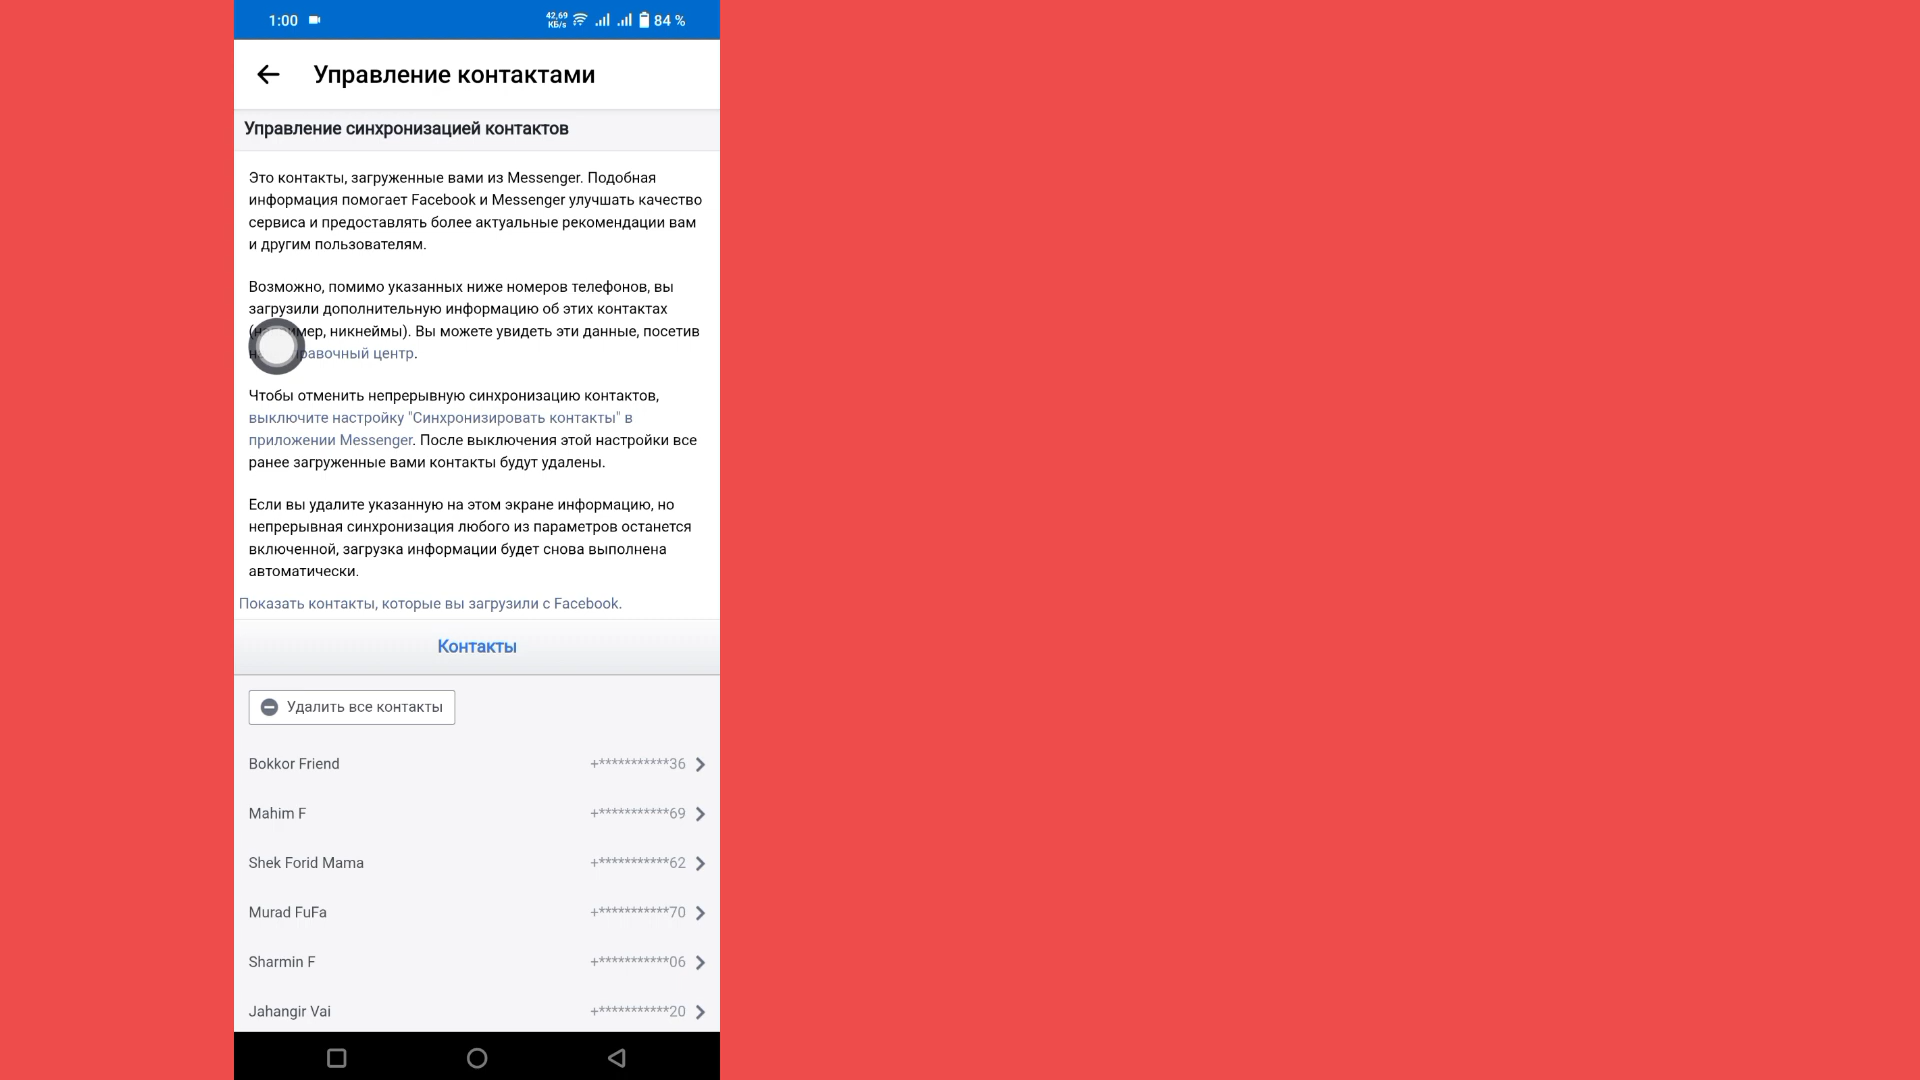 1:00 42,69 КБ/s 84 %
Управление контактами
Управление синхронизацией контактов
Это контакты, загруженные вами из Messenger. Подобная
информация помогает Facebook и Messenger улучшать качество
сервиса и предоставлять более актуальные рекомендации вам
и другим пользователям.
Возможно, помимо указанных ниже номеров телефонов, вы
загрузили дополнительную информацию об этих контактах
никнеймы). Вы можете увидеть эти данные, посетив
центр.
Чтобы отменить непрерывную синхронизацию контактов,
выключите настройку "Синхронизировать контакты" в
приложении Messenger. После выключения этой настройки все
ранее загруженные вами контакты будут удалены.
Если вы удалите указанную на этом экране информацию, но
непрерывная синхронизация любого из параметров останется
включенной, загрузка информации будет снова выполнена
автоматически.
Показать контакты, которые вы загрузили с Facebook.
Контакты
Удалить все контакты
Bokkor Friend +***********36
Mahim F +***********69
Shek Forid Mama +***********62
Murad FuFa +***********70
Sharmin F +***********06
Jahangir Vai +***********20